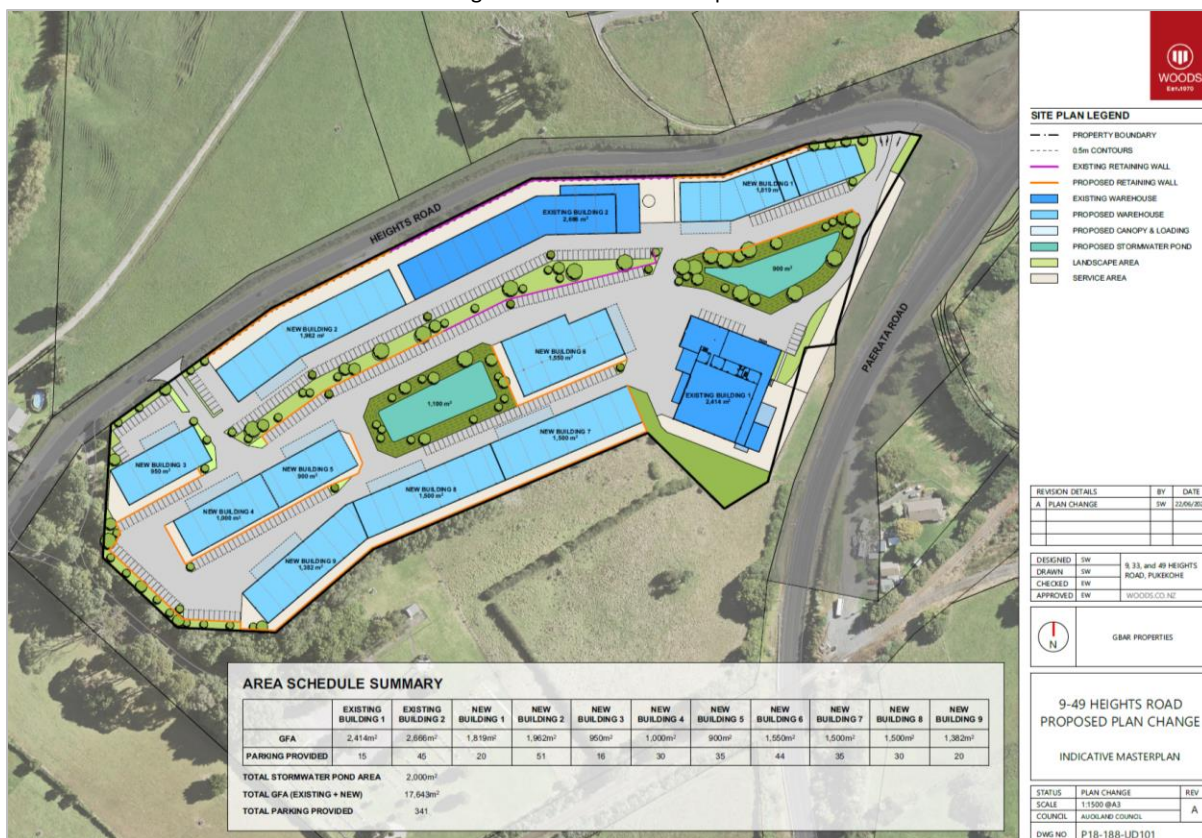 WOODS
Est.1970
SITE PLAN LEGEND
PROPERTY BOUNDARY
0.5m CONTOURS
EXISTING RETAINING WALL
PROPOSED RETAINING WALL
EXISTING WAREHOUSE
PROPOSED WAREHOUSE
PROPOSED CANOPY & LOADING
PROPOSED STORMWATER POND
LANDSCAPE AREA
SERVICE AREA
HEIGHTS ROAD
PAERATA ROAD
NEW BUILDING 1
1,819 m²
EXISTING BUILDING 2
NEW BUILDING 2
1,962 m²
NEW BUILDING 6
1,550 m²
EXISTING BUILDING 1
2,414 m²
1,100 m²
NEW BUILDING 7
1,500 m²
NEW BUILDING 3
950 m²
NEW BUILDING 5
900 m²
NEW BUILDING 8
1,500 m²
NEW BUILDING 4
1,000 m²
NEW BUILDING 9
1,382 m²
REVISION DETAILS BY DATE
A PLAN CHANGE SW
DESIGNED SW
DRAWN SW
CHECKED EW
APPROVED EW
9, 33, and 49 HEIGHTS
ROAD, PUKEKOHE
WOODS.CO.NZ
N
GBAR PROPERTIES
9-49 HEIGHTS ROAD
PROPOSED PLAN CHANGE
INDICATIVE MASTERPLAN
STATUS PLAN CHANGE REV
SCALE 1:1500 @A3 A
COUNCIL AUCKLAND COUNCIL
DWG NO P18-188-UD101
AREA SCHEDULE SUMMARY
EXISTING BUILDING 1 EXISTING BUILDING 2 NEW BUILDING 1 NEW BUILDING 2 NEW BUILDING 3 NEW BUILDING 4 NEW BUILDING 5 NEW BUILDING 6 NEW BUILDING 7 NEW BUILDING 8 NEW BUILDING 9
GFA 2,414m² 2,666m² 1,819m² 1,962m² 950m² 1,000m² 900m² 1,550m² 1,500m² 1,500m² 1,382m²
PARKING PROVIDED 15 45 20 51 16 30 35 44 35 30 20
TOTAL STORMWATER POND AREA 2,000m²
TOTAL GFA (EXISTING + NEW) 17,643m²
TOTAL PARKING PROVIDED 341